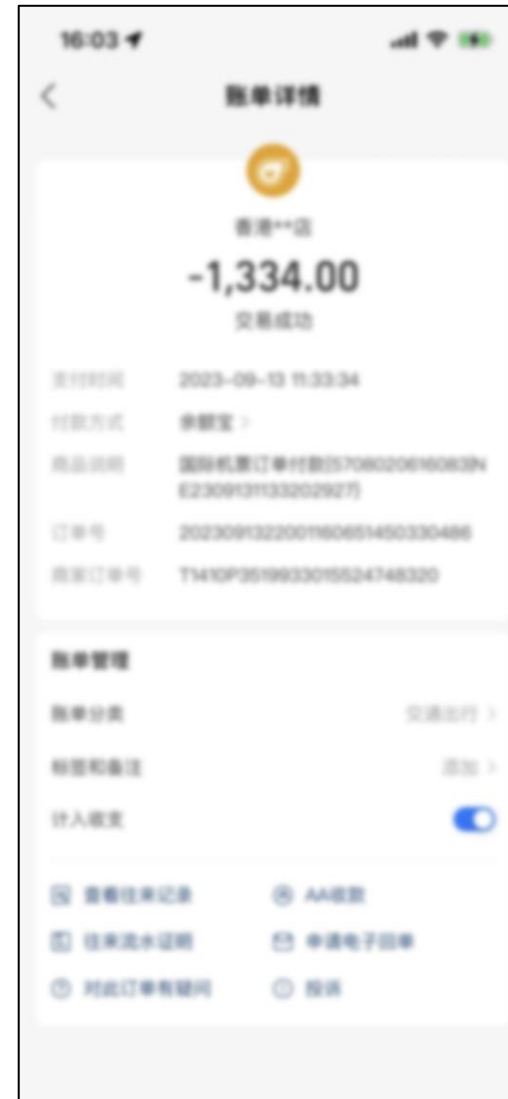 16:03
账单详情
香港**店
-1,334.00
交易成功
支付时间 2023-09-13 11:33:34
付款方式 余额宝
商品说明 国际机票订单付款
订单号
商家订单号
账单管理
账单分类 交通出行
标签和备注 添加
计入收支
查看往来记录 AA收款
往来流水证明 申请电子回单
对此订单有疑问 投诉